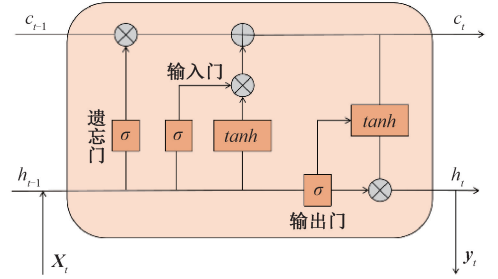 c_{t-1}
c_t
输入门
遗忘门
σ
σ
tanh
tanh
h_{t-1}
σ
h_t
输出门
X_t
y_t